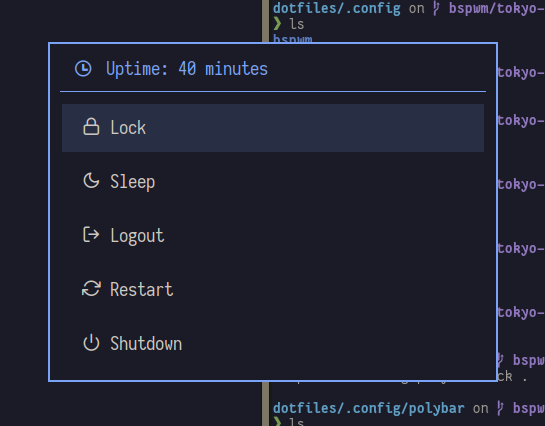 dotfiles/.config on bspwm/tokyo-
❯ ls
bspwm
Uptime: 40 minutes
tokyo-
Lock
tokyo-
Sleep
tokyo-
Logout
tokyo-
Restart
tokyo-
Shutdown
bspw
ck .
dotfiles/.config/polybar on bspw
❯ ls